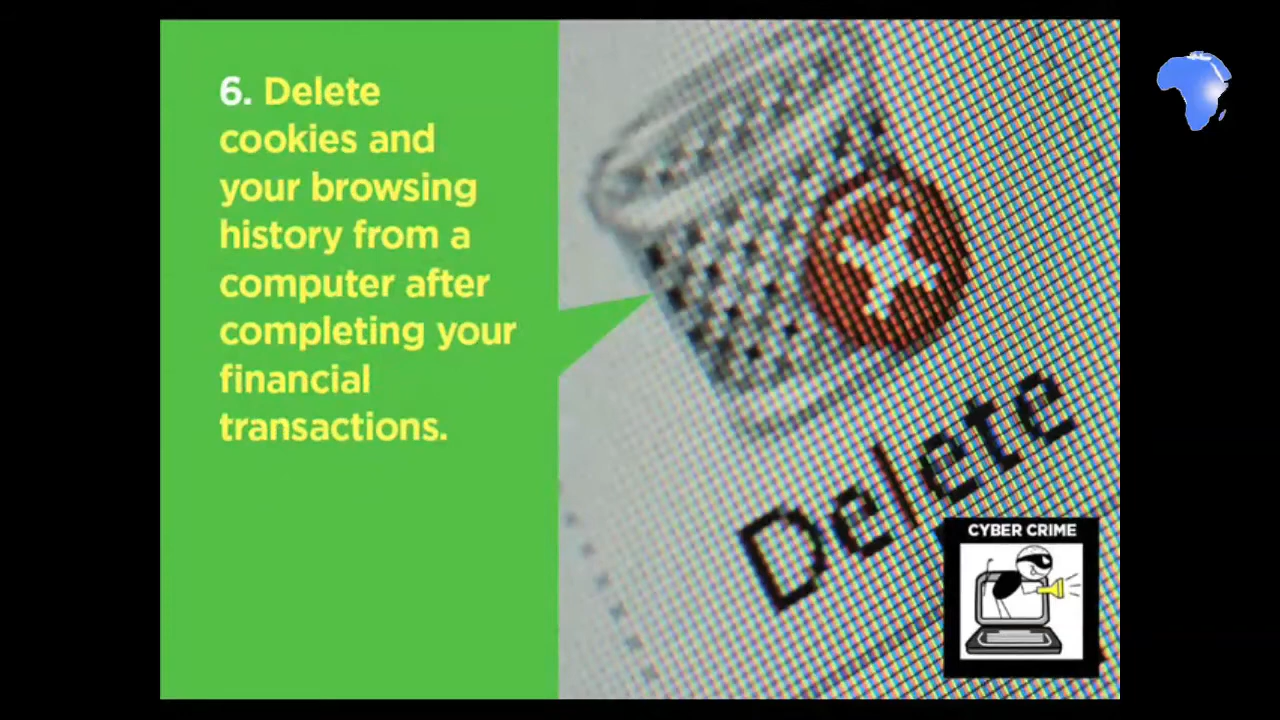 6. Delete
cookies and
your browsing
history from a
computer after
completing your
financial
transactions.
Delete
CYBER CRIME